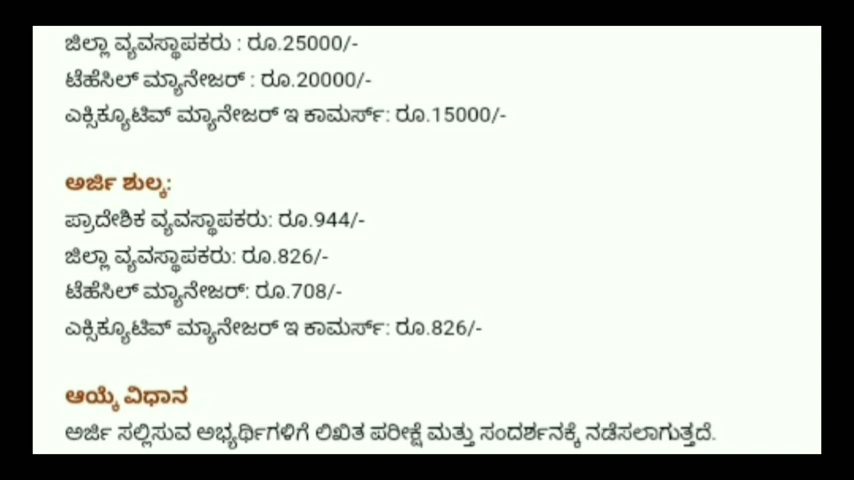 ಜಿಲ್ಲಾ ವ್ಯವಸ್ಥಾಪಕರು : ರೂ.25000/-
ಟೆಹೆಸಿಲ್ ಮ್ಯಾನೇಜರ್ : ರೂ.20000/-
ಎಕ್ಸಿಕ್ಯೂಟಿವ್ ಮ್ಯಾನೇಜರ್ ಇ ಕಾಮರ್ಸ್: ರೂ.15000/-
ಅರ್ಜಿ ಶುಲ್ಕ:
ಪ್ರಾದೇಶಿಕ ವ್ಯವಸ್ಥಾಪಕರು: ರೂ.944/-
ಜಿಲ್ಲಾ ವ್ಯವಸ್ಥಾಪಕರು: ರೂ.826/-
ಟೆಹೆಸಿಲ್ ಮ್ಯಾನೇಜರ್: ರೂ.708/-
ಎಕ್ಸಿಕ್ಯೂಟಿವ್ ಮ್ಯಾನೇಜರ್ ಇ ಕಾಮರ್ಸ್: ರೂ.826/-
ಆಯ್ಕೆ ವಿಧಾನ
ಅರ್ಜಿ ಸಲ್ಲಿಸುವ ಅಭ್ಯರ್ಥಿಗಳಿಗೆ ಲಿಖಿತ ಪರೀಕ್ಷೆ ಮತ್ತು ಸಂದರ್ಶನಕ್ಕೆ ನಡೆಸಲಾಗುತ್ತದೆ.